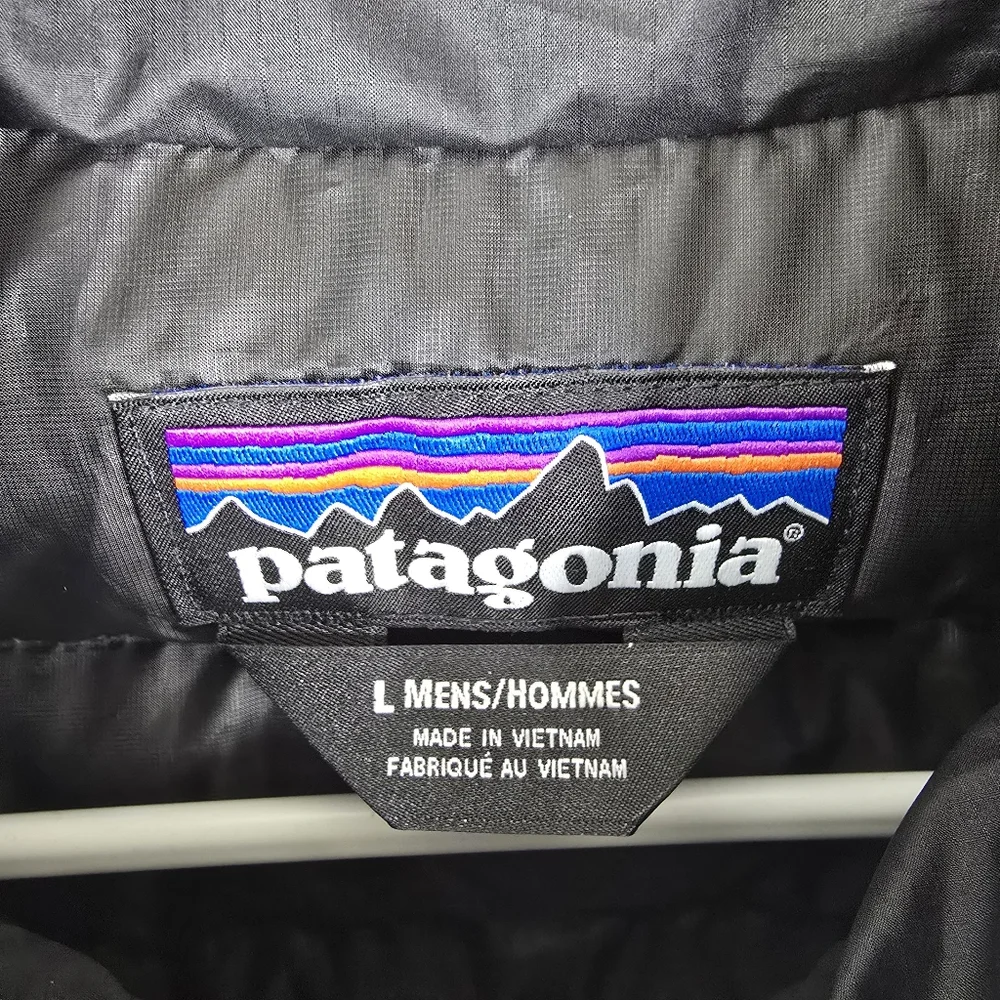 patagonia®
L MENS/HOMMES
MADE IN VIETNAM
FABRIQUÉ AU VIETNAM